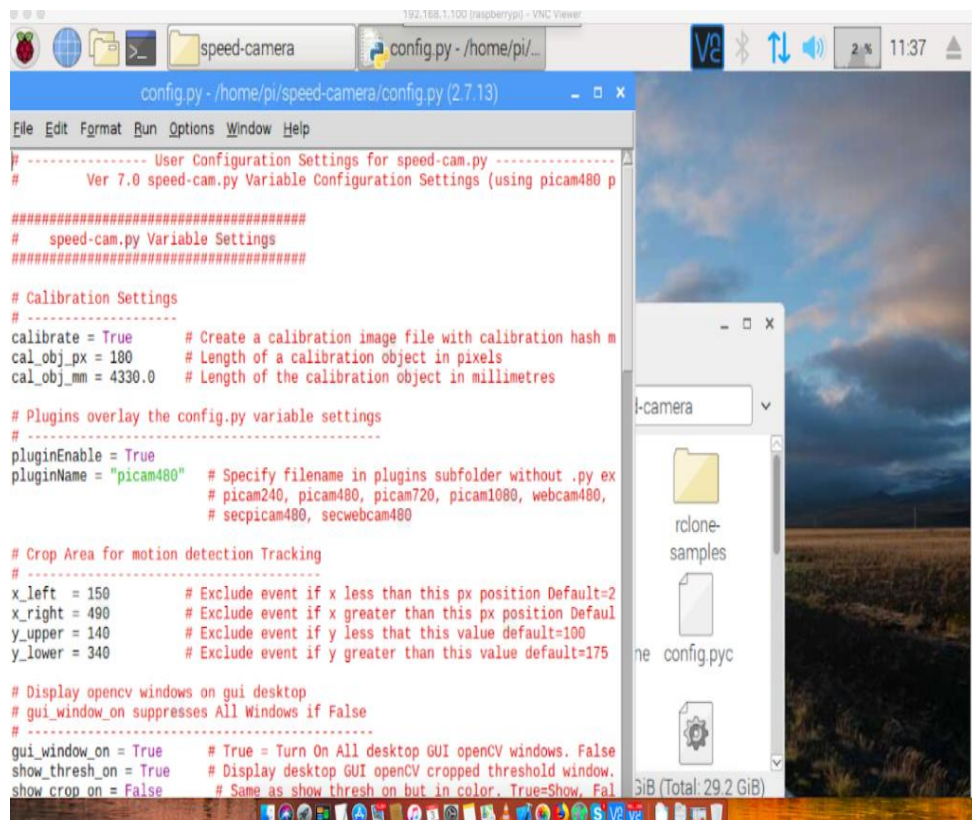 192.168.1.100 (raspberrypi) - VNC Viewer
speed-camera
config.py - /home/pi/...
2 %
11:37
config.py - /home/pi/speed-camera/config.py (2.7.13)
File Edit Format Run Options Window Help
# ---------------- User Configuration Settings for speed-cam.py ----------------
# Ver 7.0 speed-cam.py Variable Configuration Settings (using picam480 p
#######################################
# speed-cam.py Variable Settings
#######################################
# Calibration Settings
# --------------------
calibrate = True # Create a calibration image file with calibration hash m
cal_obj_px = 180 # Length of a calibration object in pixels
cal_obj_mm = 4330.0 # Length of the calibration object in millimetres
# Plugins overlay the config.py variable settings
# -----------------------------------------------
pluginEnable = True
pluginName = "picam480" # Specify filename in plugins subfolder without .py ex
# picam240, picam480, picam720, picam1080, webcam480,
# secpicam480, secwebcam480
# Crop Area for motion detection Tracking
# ---------------------------------------
x_left = 150 # Exclude event if x less than this px position Default=2
x_right = 490 # Exclude event if x greater than this px position Defaul
y_upper = 140 # Exclude event if y less that this value default=100
y_lower = 340 # Exclude event if y greater than this value default=175
# Display opencv windows on gui desktop
# gui_window_on suppresses All Windows if False
# ----------------------------------------------
gui_window_on = True # True = Turn On All desktop GUI openCV windows. False
show_thresh_on = True # Display desktop GUI openCV cropped threshold window.
show_crop_on = False # Same as show_thresh_on but in color. True=Show, Fal
l-camera
rclone-
samples
ne config.pyc
GiB (Total: 29.2 GiB)